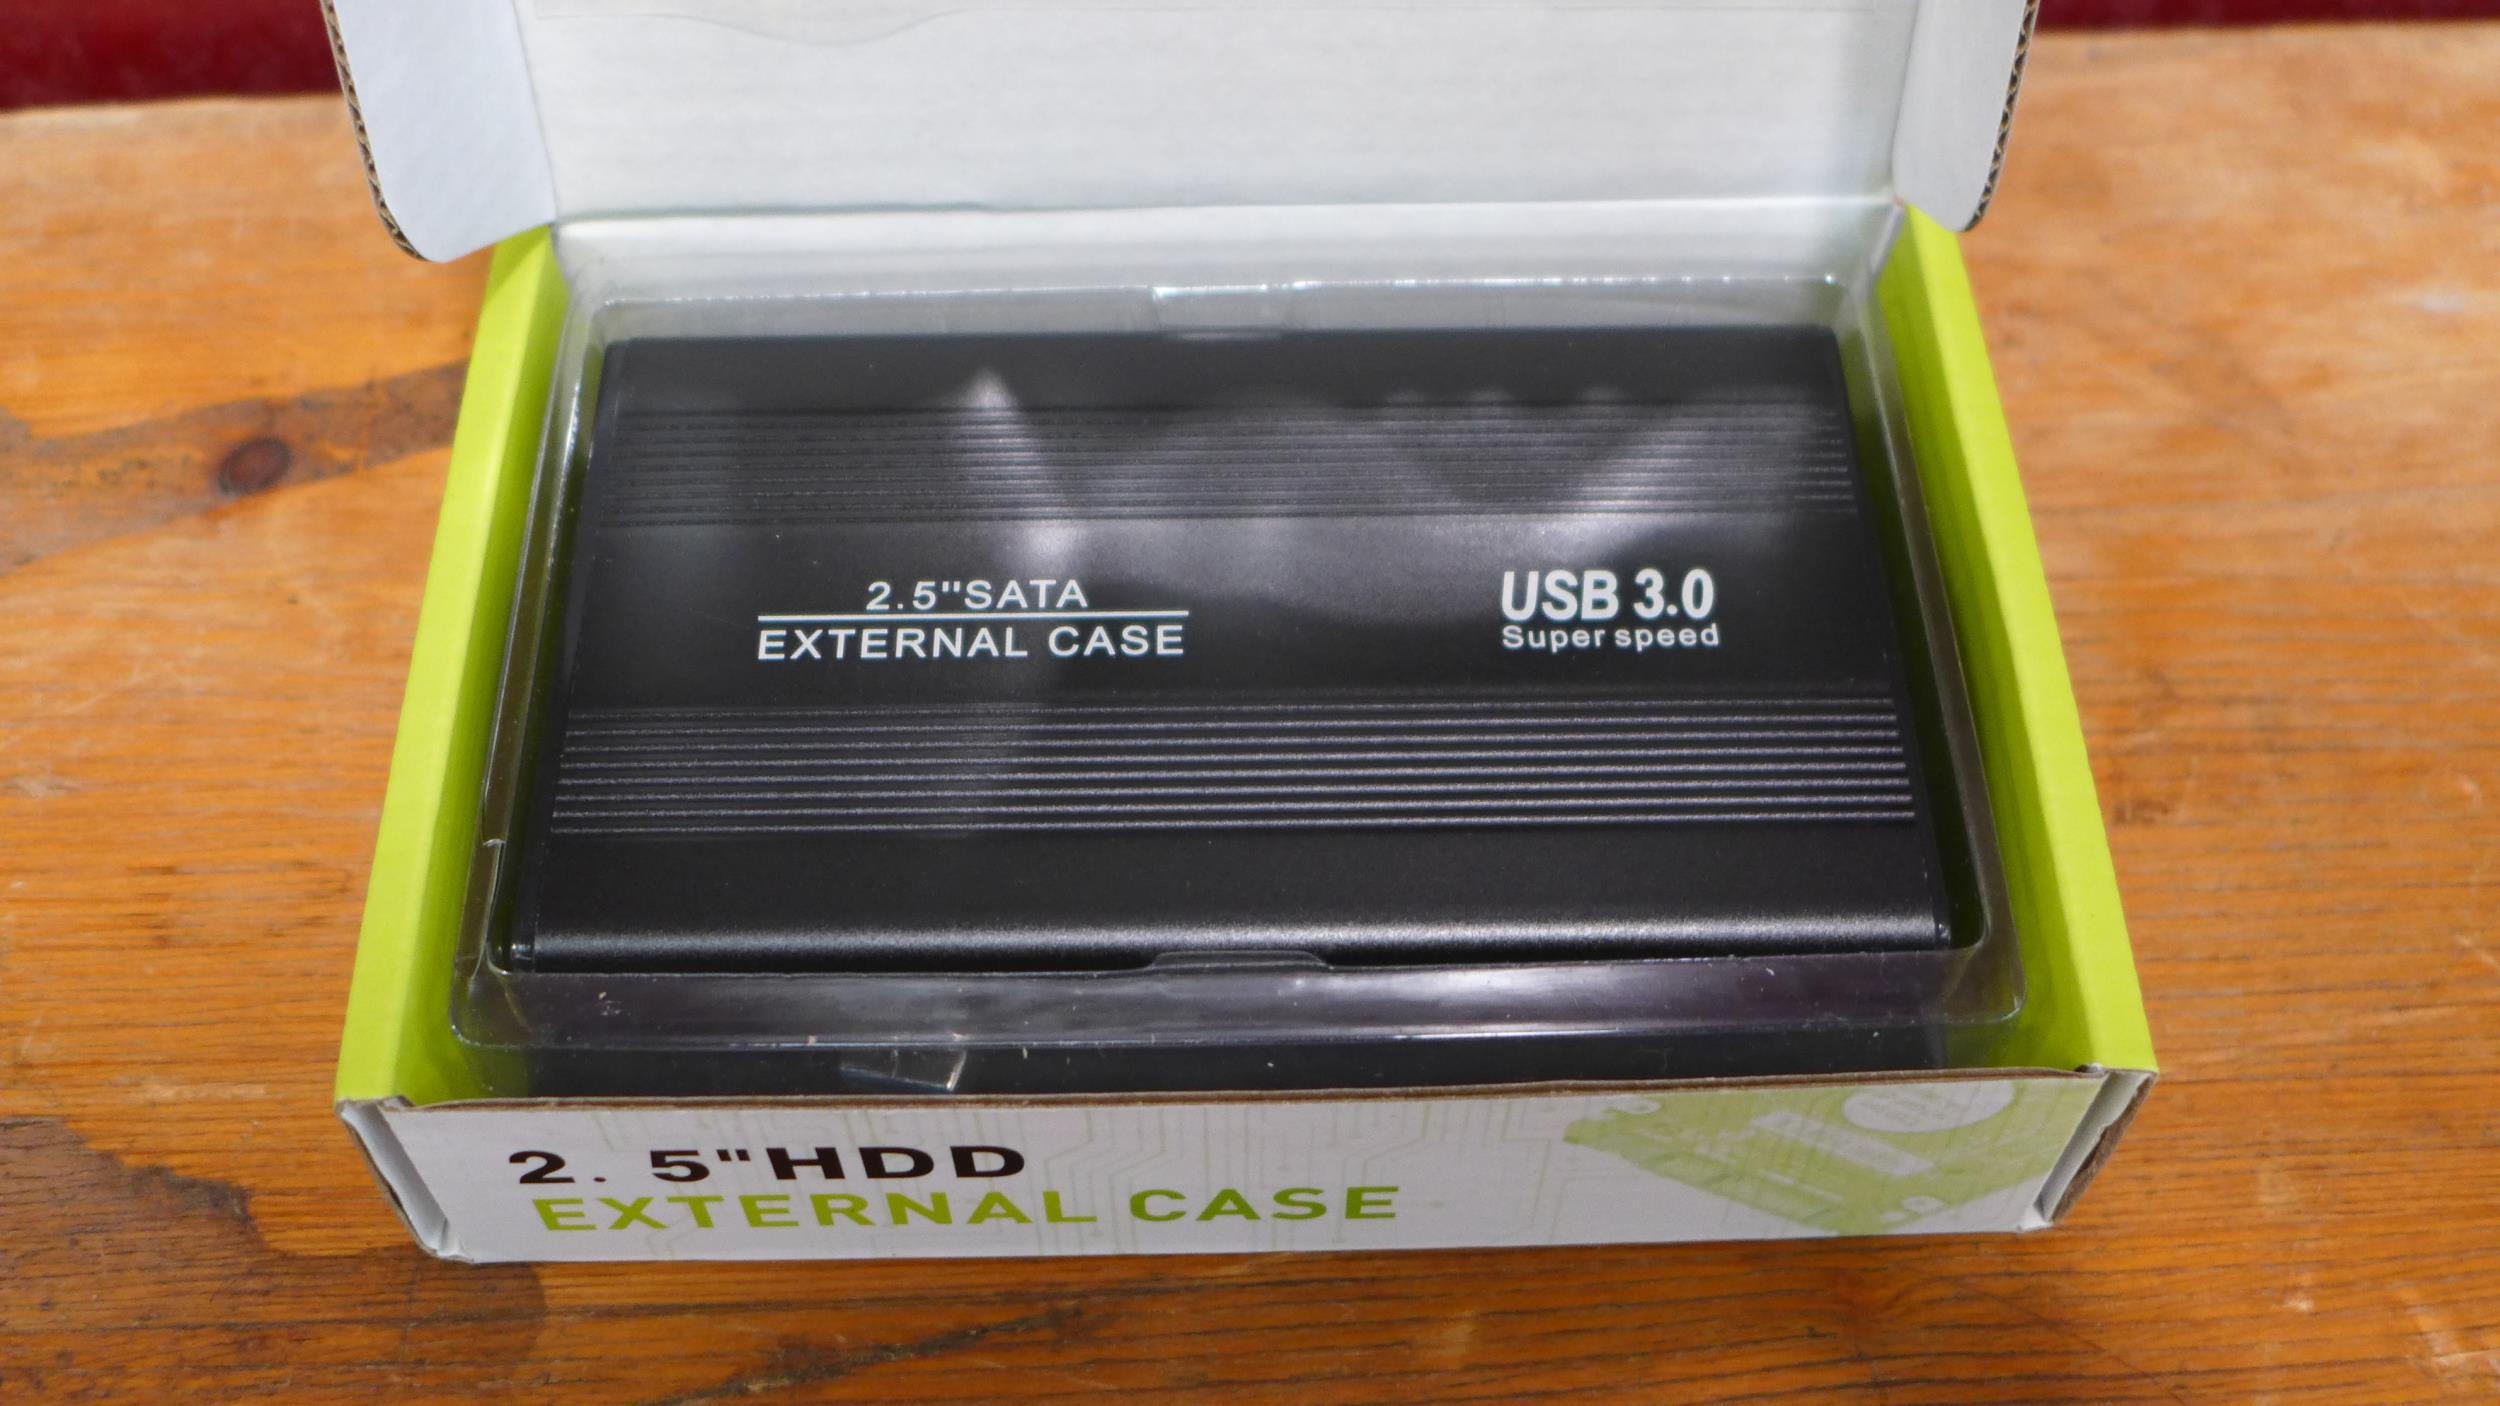 2.5"SATA
EXTERNAL CASE
USB 3.0
Super speed
2. 5"HDD
EXTERNAL CASE